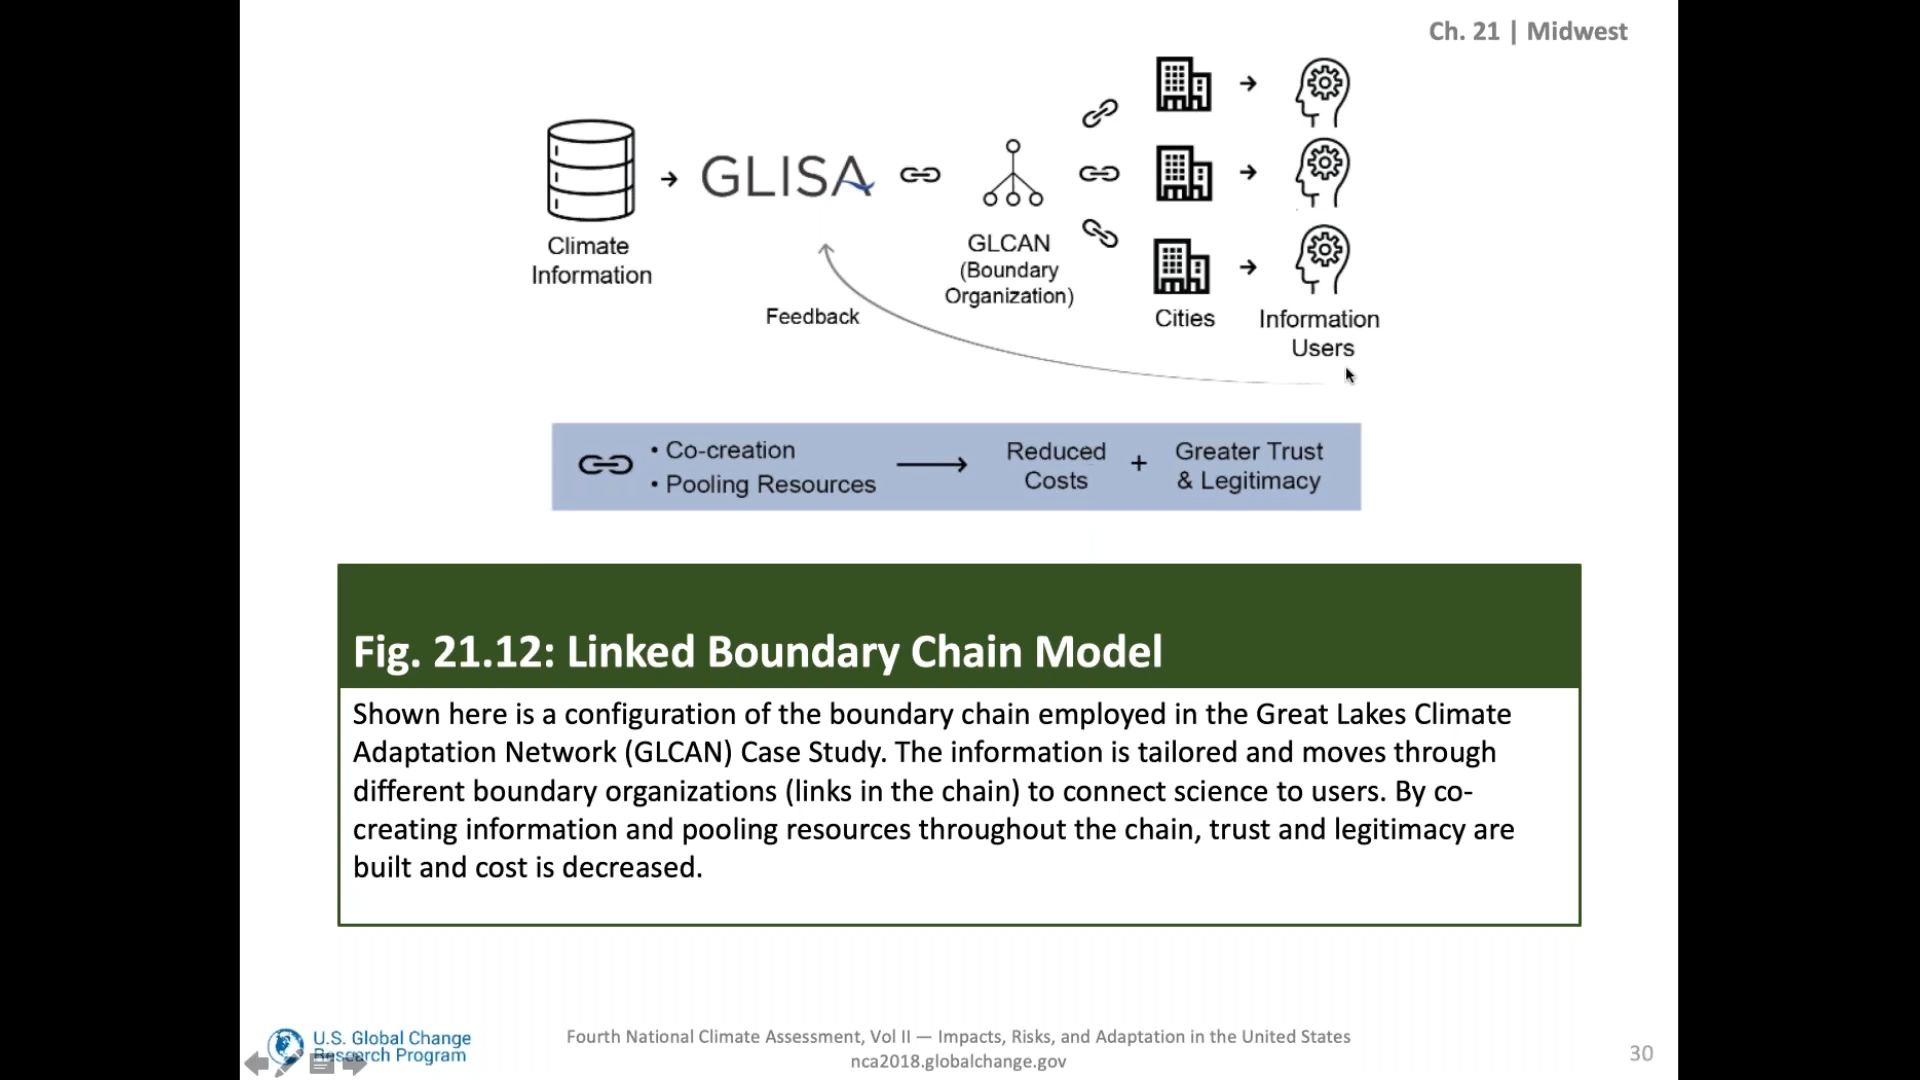 Ch. 21 | Midwest
GLISA
Climate
Information
GLCAN
(Boundary
Organization)
Feedback
Cities
Information
Users
• Co-creation
• Pooling Resources
Reduced
Costs
+
Greater Trust
& Legitimacy
Fig. 21.12: Linked Boundary Chain Model
Shown here is a configuration of the boundary chain employed in the Great Lakes Climate
Adaptation Network (GLCAN) Case Study. The information is tailored and moves through
different boundary organizations (links in the chain) to connect science to users. By co-
creating information and pooling resources throughout the chain, trust and legitimacy are
built and cost is decreased.
U.S. Global Change
Research Program
Fourth National Climate Assessment, Vol II — Impacts, Risks, and Adaptation in the United States
nca2018.globalchange.gov
30